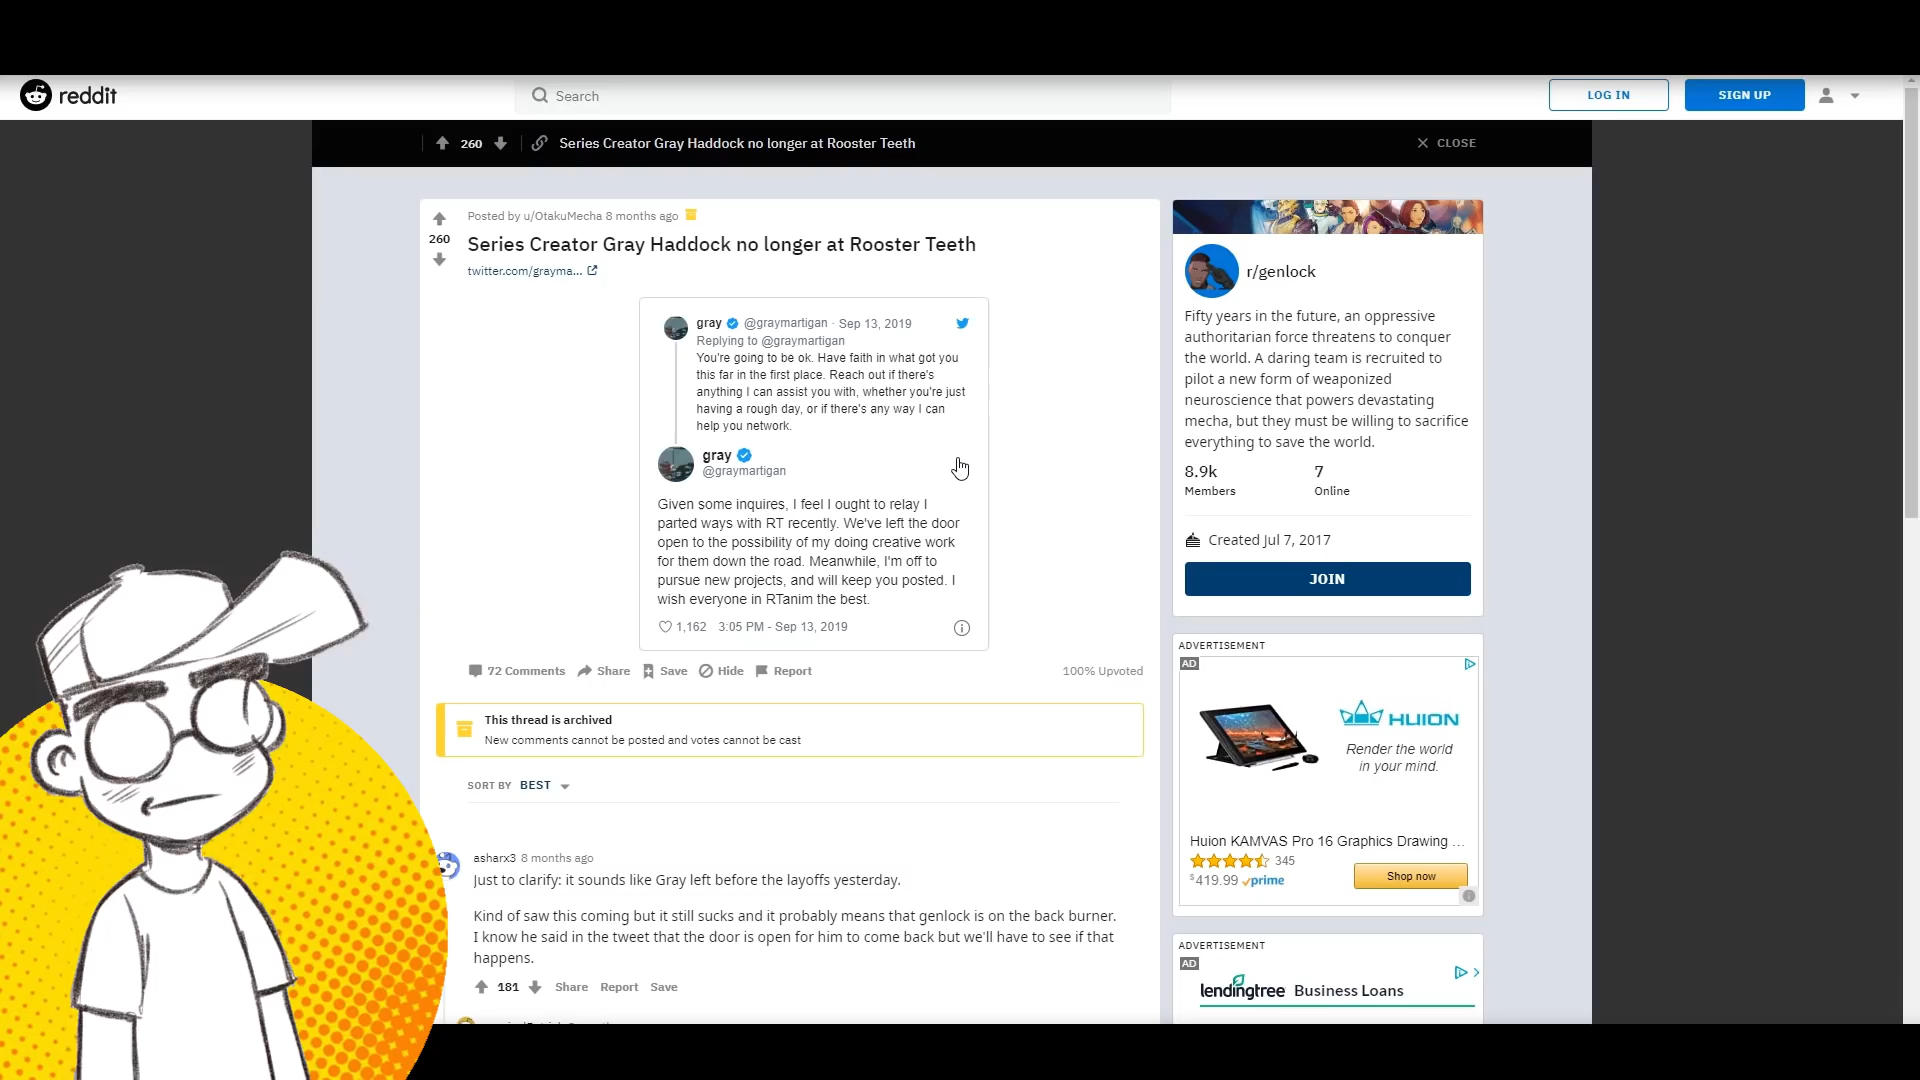 reddit
Search
LOG IN
SIGN UP
260
Series Creator Gray Haddock no longer at Rooster Teeth
CLOSE
Posted by u/OtakuMecha 8 months ago
260
Series Creator Gray Haddock no longer at Rooster Teeth
twitter.com/grayma...
gray @graymartigan · Sep 13, 2019
Replying to @graymartigan
You're going to be ok. Have faith in what got you
this far in the first place. Reach out if there's
anything I can assist you with, whether you're just
having a rough day, or if there's any way I can
help you network.
gray
@graymartigan
Given some inquires, I feel I ought to relay I
parted ways with RT recently. We've left the door
open to the possibility of my doing creative work
for them down the road. Meanwhile, I'm off to
pursue new projects, and will keep you posted. I
wish everyone in RTanim the best.
1,162 3:05 PM - Sep 13, 2019
72 Comments Share Save Hide Report
100% Upvoted
This thread is archived
New comments cannot be posted and votes cannot be cast
SORT BY BEST
asharx3 8 months ago
Just to clarify: it sounds like Gray left before the layoffs yesterday.
Kind of saw this coming but it still sucks and it probably means that genlock is on the back burner.
I know he said in the tweet that the door is open for him to come back but we'll have to see if that
happens.
181 Share Report Save
r/genlock
Fifty years in the future, an oppressive
authoritarian force threatens to conquer
the world. A daring team is recruited to
pilot a new form of weaponized
neuroscience that powers devastating
mecha, but they must be willing to sacrifice
everything to save the world.
8.9k
7
Members
Online
Created Jul 7, 2017
JOIN
ADVERTISEMENT
AD
HUION
Render the world
in your mind.
Huion KAMVAS Pro 16 Graphics Drawing ...
345
$419.99 prime
Shop now
ADVERTISEMENT
AD
lendingtree Business Loans